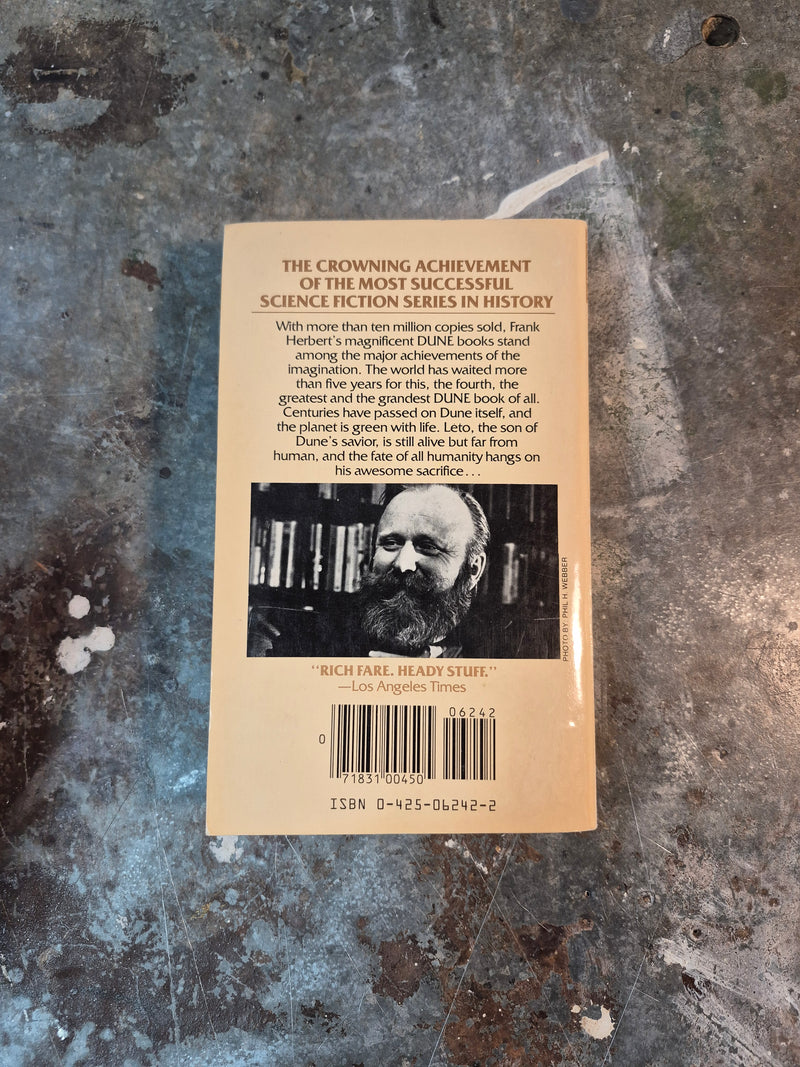 THE CROWNING ACHIEVEMENT
OF THE MOST SUCCESSFUL
SCIENCE FICTION SERIES IN HISTORY
With more than ten million copies sold, Frank
Herbert's magnificent DUNE books stand
among the major achievements of the
imagination. The world has waited more
than five years for this, the fourth, the
greatest and the grandest DUNE book of all.
Centuries have passed on Dune itself, and
the planet is green with life. Leto, the son of
Dune's savior, is still alive but far from
human, and the fate of all humanity hangs on
his awesome sacrifice...
PHOTO BY: PHIL H. WEBBER
"RICH FARE. HEADY STUFF."
—Los Angeles Times
06242
0
71831 00450
ISBN 0-425-06242-2